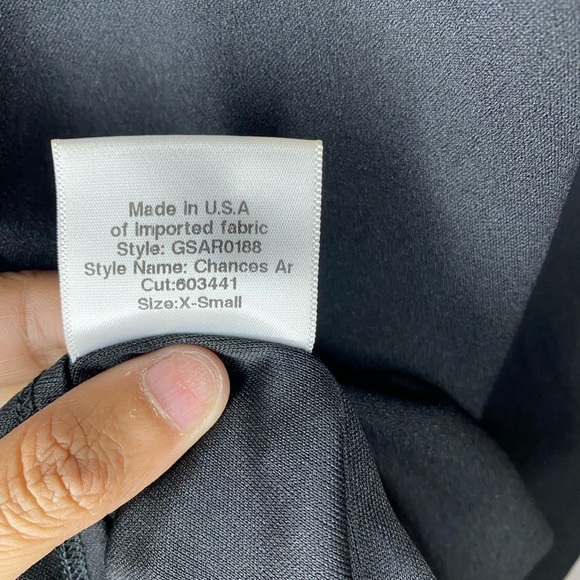 Made in U.S.A
of imported fabric
Style: GSAR0188
Style Name: Chances Ar
Cut:603441
Size:X-Small